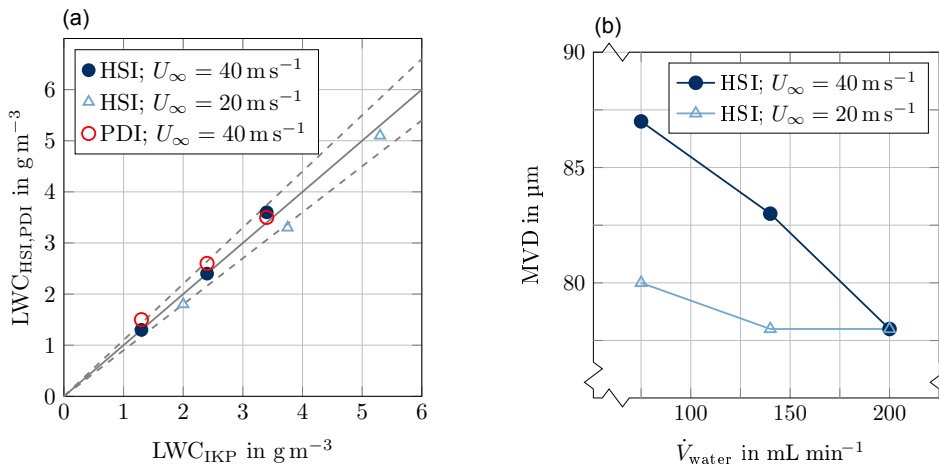 (a)
HSI; U∞ = 40 m s⁻¹
HSI; U∞ = 20 m s⁻¹
PDI; U∞ = 40 m s⁻¹
LWC_HSI,PDI in g m⁻³
6
5
4
3
2
1
0
0 1 2 3 4 5 6
LWC_IKP in g m⁻³
(b)
HSI; U∞ = 40 m s⁻¹
HSI; U∞ = 20 m s⁻¹
MVD in µm
90
85
80
100 150 200
V̇_water in mL min⁻¹